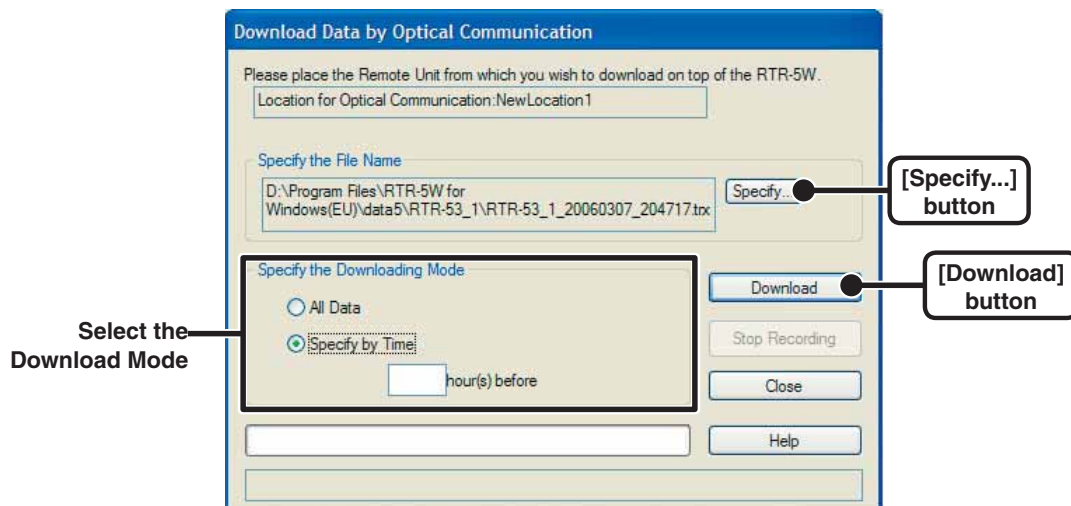 Download Data by Optical Communication
Please place the Remote Unit from which you wish to download on top of the RTR-5W.
Location for Optical Communication:NewLocation1
Specify the File Name
D:\Program Files\RTR-5W for
Windows(EU)\data5\RTR-53_1\RTR-53_1_20060307_204717.trx
Specify...
[Specify...]
button
Specify the Downloading Mode
All Data
Specify by Time
hour(s) before
Select the
Download Mode
Download
[Download]
button
Stop Recording
Close
Help